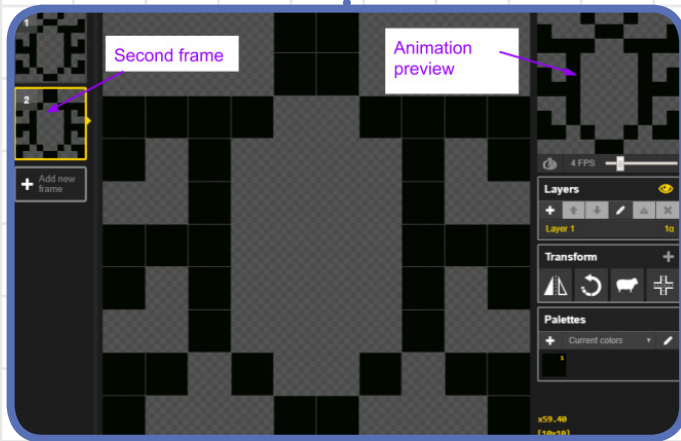 1
Second frame
2
Add new
frame
Animation
preview
4 FPS
Layers
Layer 1
1α
Transform
Palettes
Current colors
1
x59.40
[10x10]